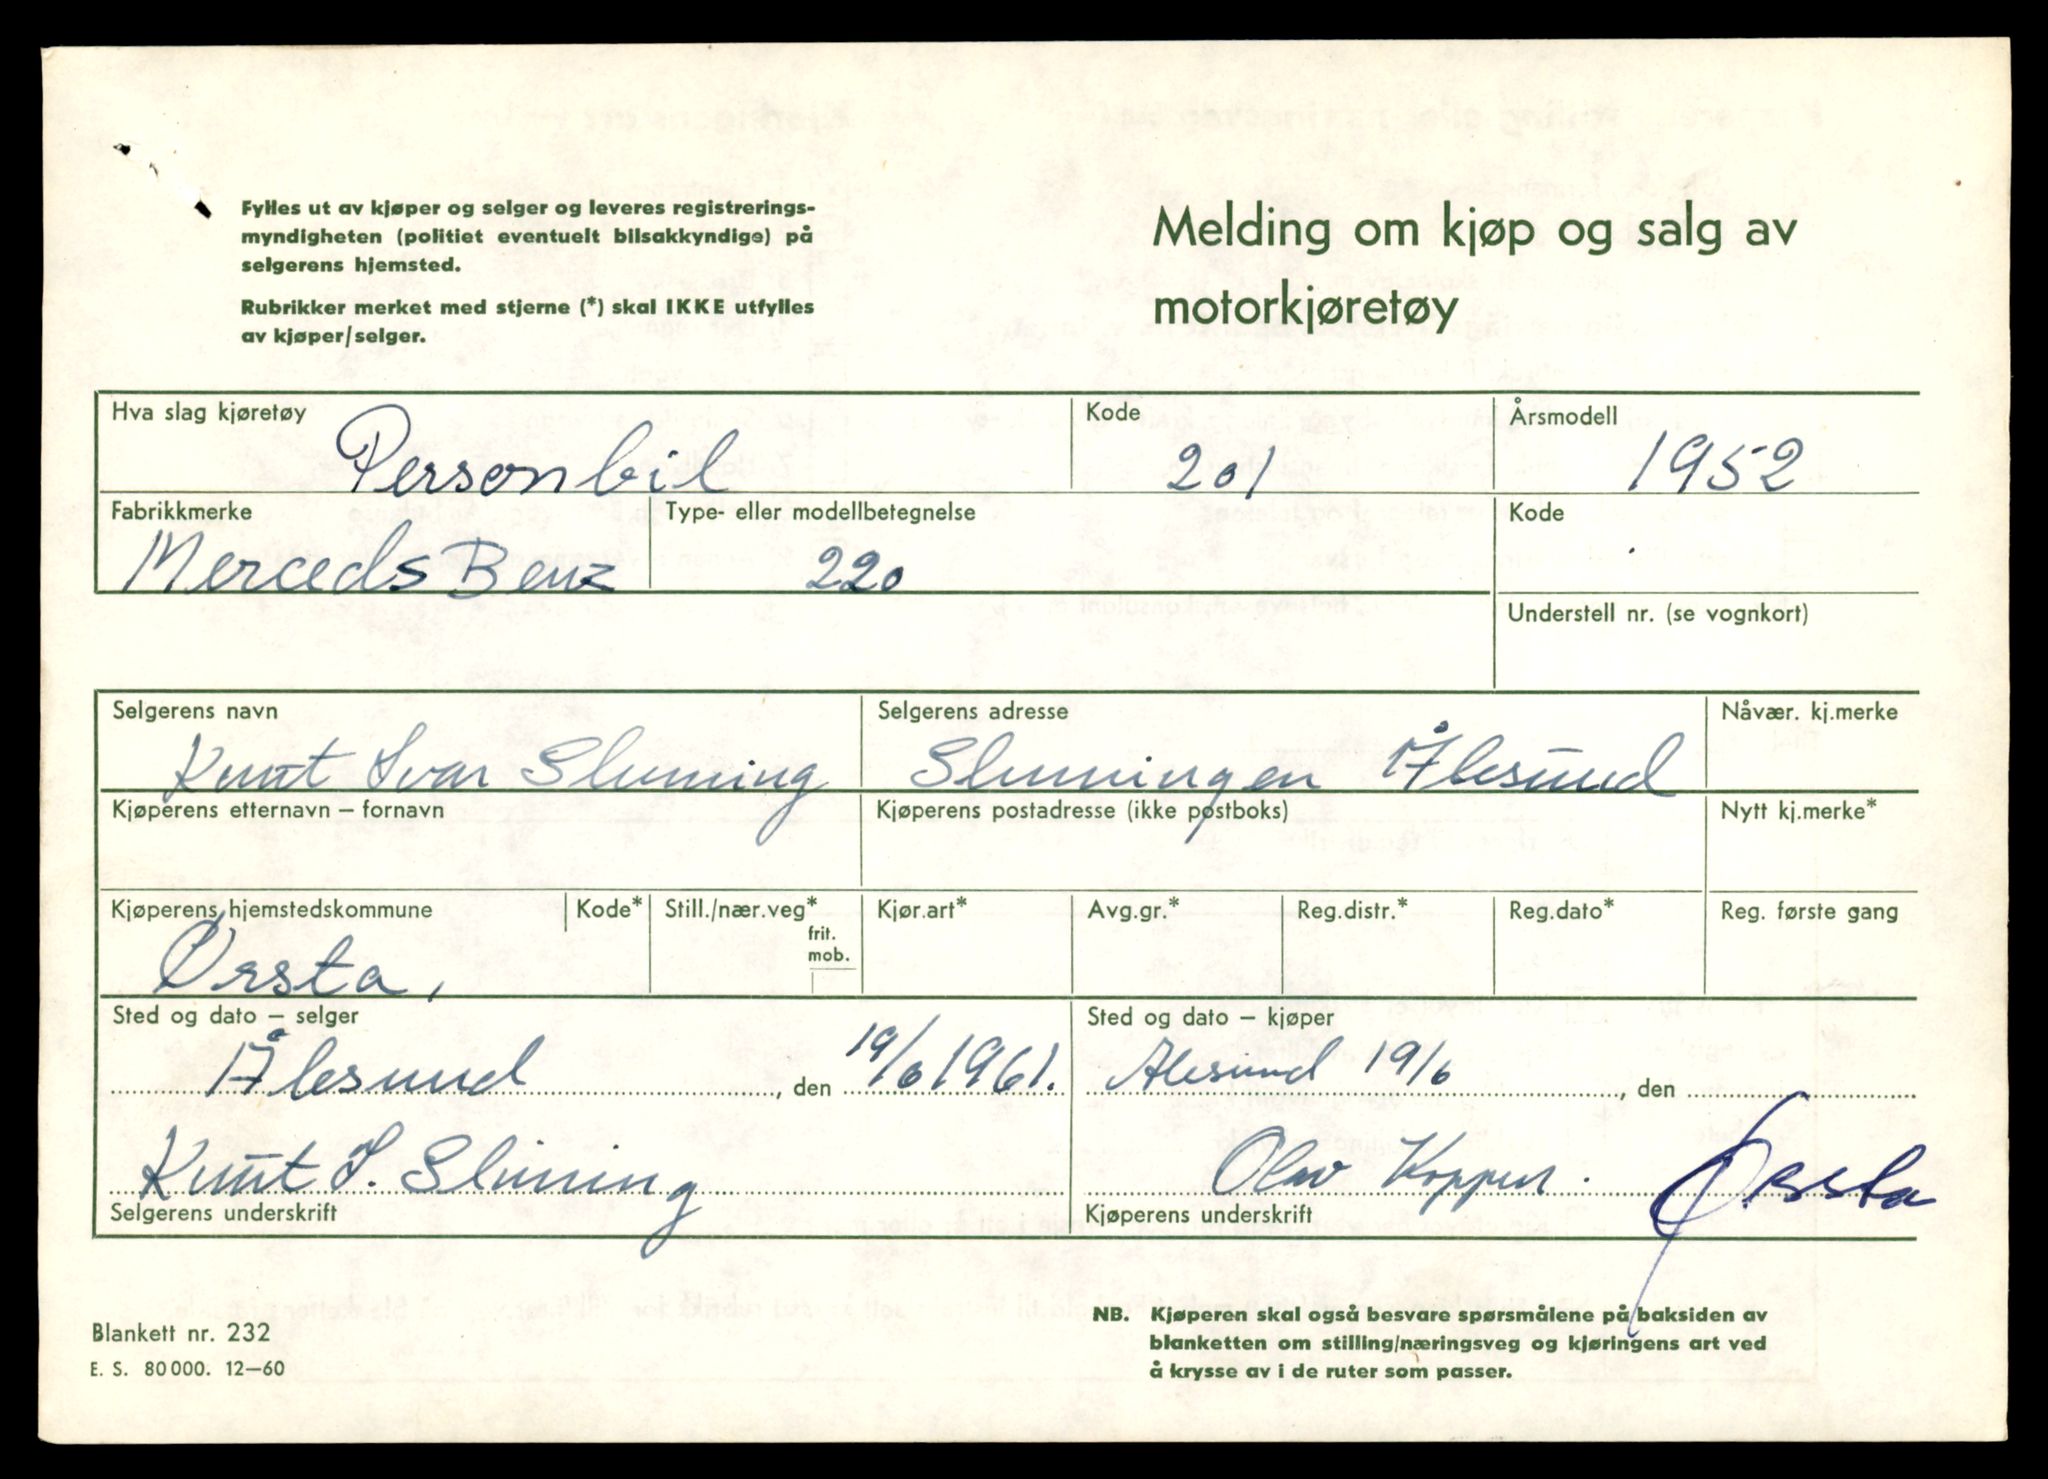 Fylles ut av kjøper og selger og leveres registrerings-
myndigheten (politiet eventuelt bilsakkyndige) på
selgerens hjemsted.
Rubrikker merket med stjerne (*) skal IKKE utfylles
av kjøper/selger.
Melding om kjøp og salg av
motorkjøretøy
Hva slag kjøretøy Kode Årsmodell
Personbil 201 1952
Fabrikkmerke Type- eller modellbetegnelse Kode
Merceds Benz 220
Understell nr. (se vognkort)
Selgerens navn Selgerens adresse Nåvær. kj.merke
Knut Ivar Slinning Slinningen Ålesund
Kjøperens etternavn – fornavn Kjøperens postadresse (ikke postboks) Nytt kj.merke*
Kjøperens hjemstedskommune Kode* Still./nær.veg* Kjør.art* Avg.gr.* Reg.distr.* Reg.dato* Reg. første gang
frit.
mob.
Ørsta,
Sted og dato – selger Sted og dato – kjøper
Ålesund, den 19/6 1961. Ålesund 19/6, den
Knut I. Slinning Olav Ørsta
Selgerens underskrift Kjøperens underskrift
NB. Kjøperen skal også besvare spørsmålene på baksiden av
blanketten om stilling/næringsveg og kjøringens art ved
å krysse av i de ruter som passer.
Blankett nr. 232
E. S. 80 000. 12–60